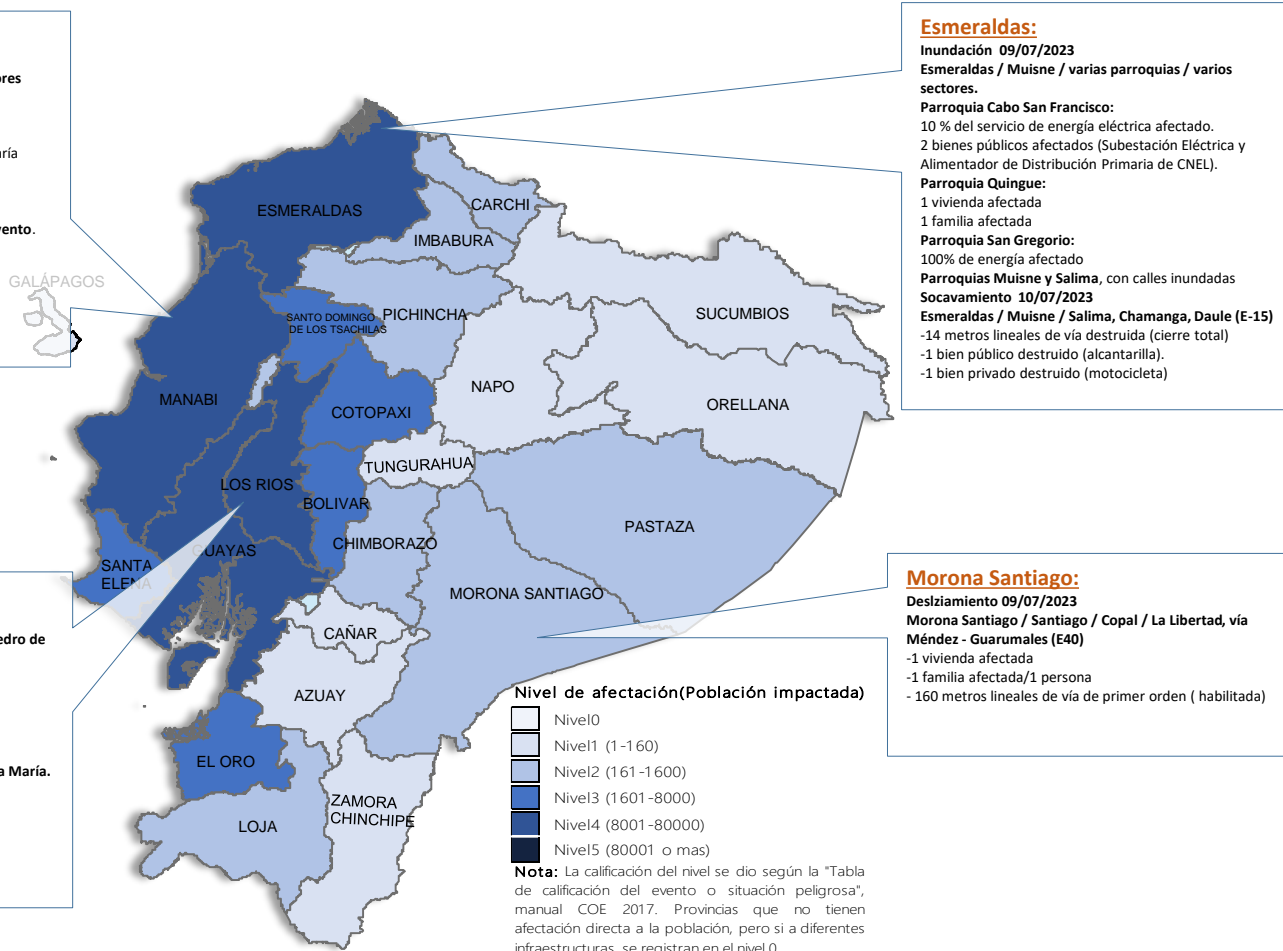 ores
aría
vento.
edro de
a María.
GALÁPAGOS
ESMERALDAS
CARCHI
IMBABURA
SANTO DOMINGO
DE LOS TSACHILAS
PICHINCHA
SUCUMBIOS
NAPO
ORELLANA
MANABI
COTOPAXI
TUNGURAHUA
LOS RIOS
BOLIVAR
PASTAZA
CHIMBORAZO
GUAYAS
SANTA
ELENA
MORONA SANTIAGO
CAÑAR
AZUAY
EL ORO
ZAMORA
CHINCHIPE
LOJA
Esmeraldas:
Inundación 09/07/2023
Esmeraldas / Muisne / varias parroquias / varios
sectores.
Parroquia Cabo San Francisco:
10 % del servicio de energía eléctrica afectado.
2 bienes públicos afectados (Subestación Eléctrica y
Alimentador de Distribución Primaria de CNEL).
Parroquia Quingue:
1 vivienda afectada
1 familia afectada
Parroquia San Gregorio:
100% de energía afectado
Parroquias Muisne y Salima, con calles inundadas
Socavamiento 10/07/2023
Esmeraldas / Muisne / Salima, Chamanga, Daule (E-15)
-14 metros lineales de vía destruida (cierre total)
-1 bien público destruido (alcantarilla).
-1 bien privado destruido (motocicleta)
Morona Santiago:
Deslziamiento 09/07/2023
Morona Santiago / Santiago / Copal / La Libertad, vía
Méndez - Guarumales (E40)
-1 vivienda afectada
-1 familia afectada/1 persona
- 160 metros lineales de vía de primer orden ( habilitada)
Nivel de afectación(Población impactada)
Nivel0
Nivel1 (1-160)
Nivel2 (161-1600)
Nivel3 (1601-8000)
Nivel4 (8001-80000)
Nivel5 (80001 o mas)
Nota: La calificación del nivel se dio según la "Tabla
de calificación del evento o situación peligrosa",
manual COE 2017. Provincias que no tienen
afectación directa a la población, pero si a diferentes
infraestructuras, se registran en el nivel 0